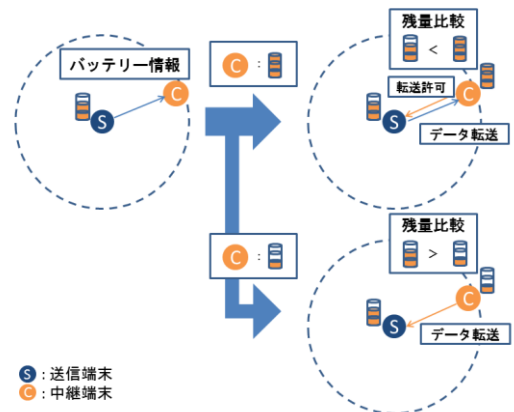 バッテリー情報
S
C
C :
残量比較
<
転送許可
C
S
データ転送
C :
残量比較
>
C
S
データ転送
S : 送信端末
C : 中継端末